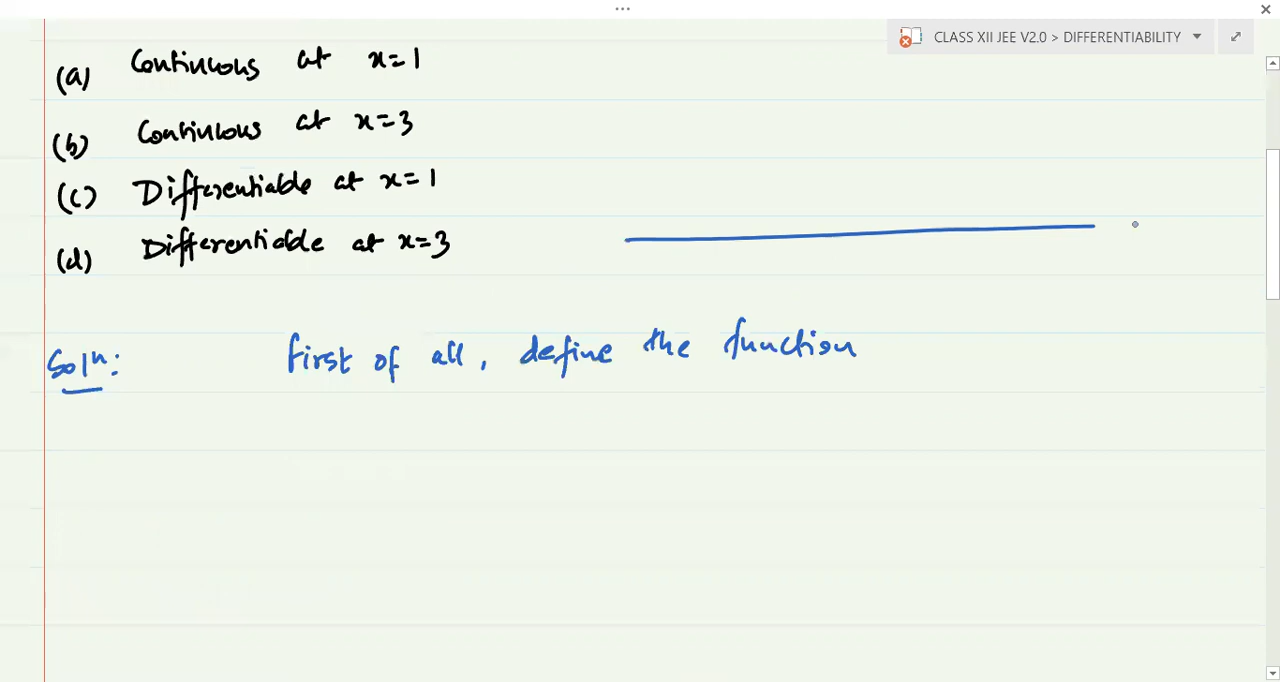 CLASS XII JEE V2.0 > DIFFERENTIABILITY
(a) Continuous at x=1
(b) Continuous at x=3
(c) Differentiable at x=1
(d) Differentiable at x=3
Solⁿ: First of all, define the function